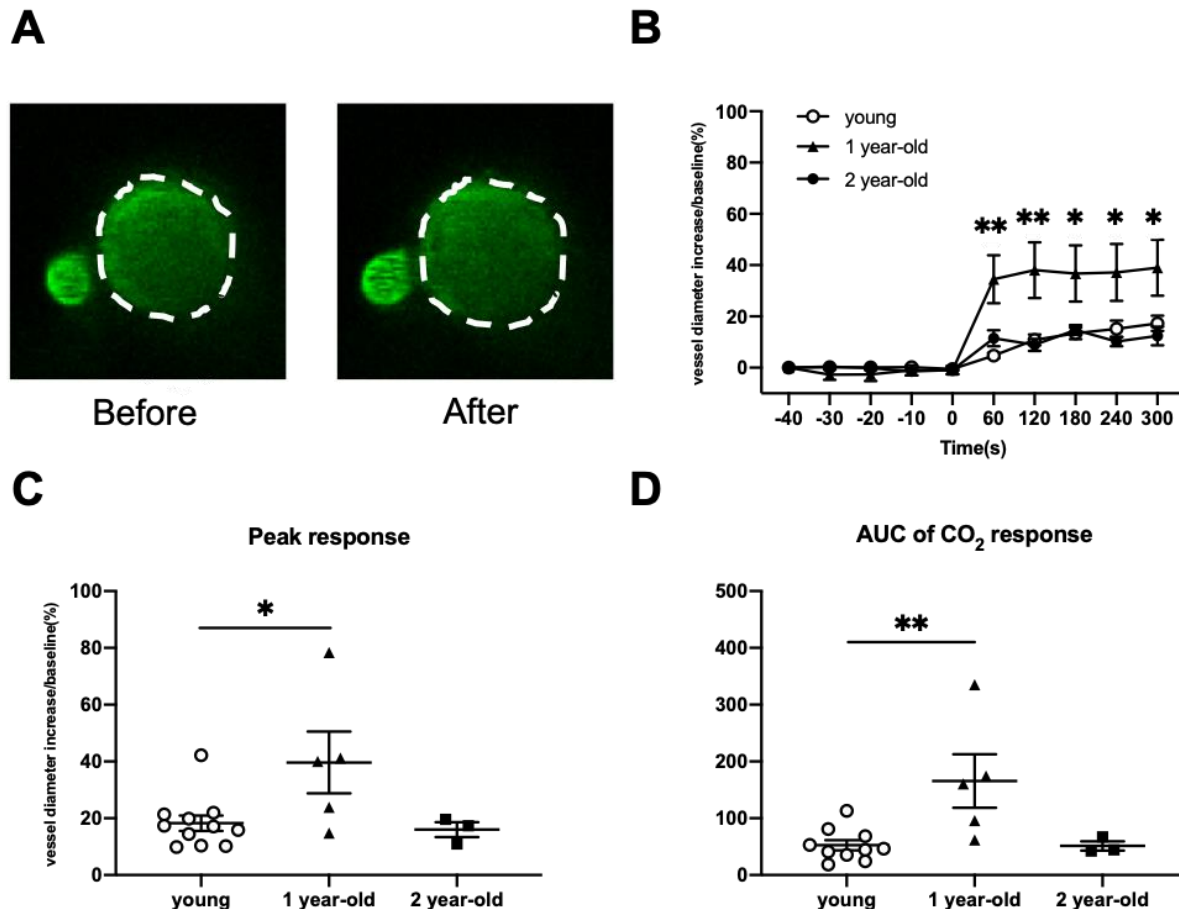 A
Before
After
B
vessel diameter increase/baseline(%)
100
80
60
40
20
0
young
1 year-old
2 year-old
** ** * * *
-40 -30 -20 -10 0 60 120 180 240 300
Time(s)
C
Peak response
vessel diameter increase/baseline(%)
100
80
60
40
20
0
*
young 1 year-old 2 year-old
D
AUC of CO2 response
500
400
300
200
100
0
**
young 1 year-old 2 year-old